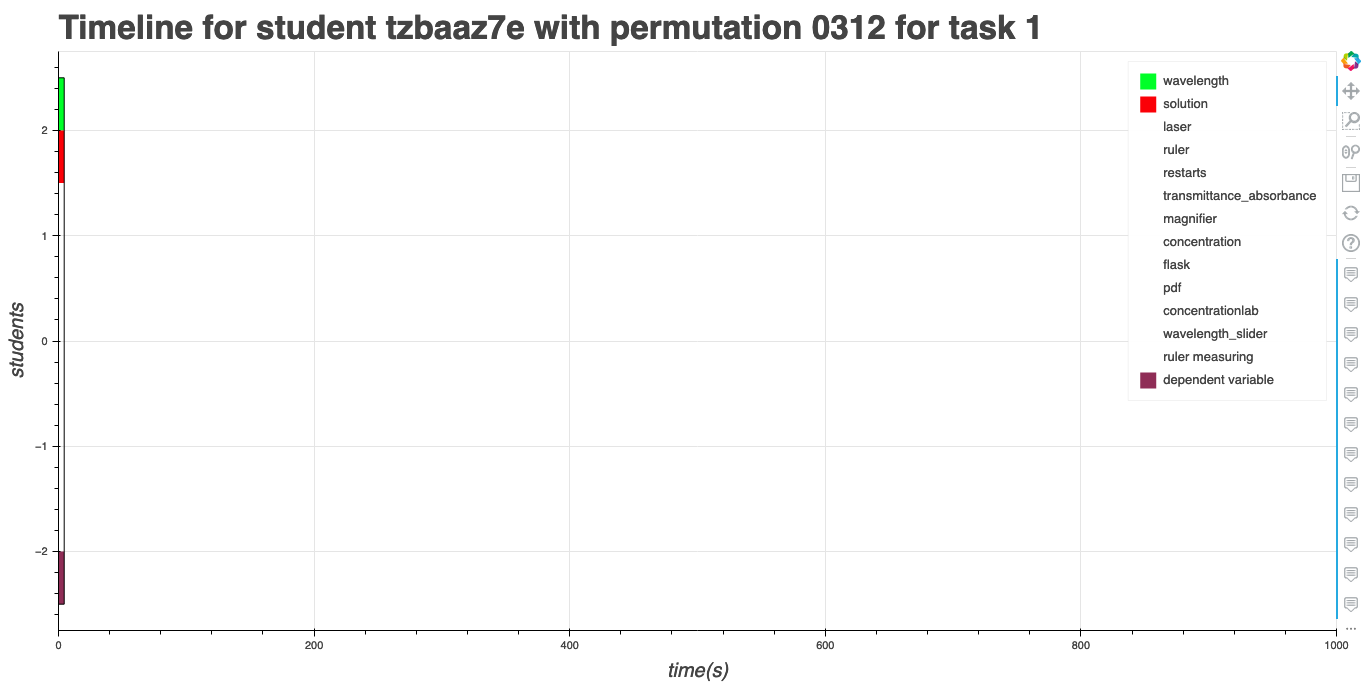 Timeline for student tzbaaz7e with permutation 0312 for task 1
wavelength
solution
laser
ruler
restarts
transmittance_absorbance
magnifier
concentration
flask
pdf
concentrationlab
wavelength_slider
ruler measuring
dependent variable
students
2
1
0
−1
−2
0 200 400 600 800 1000
time(s)